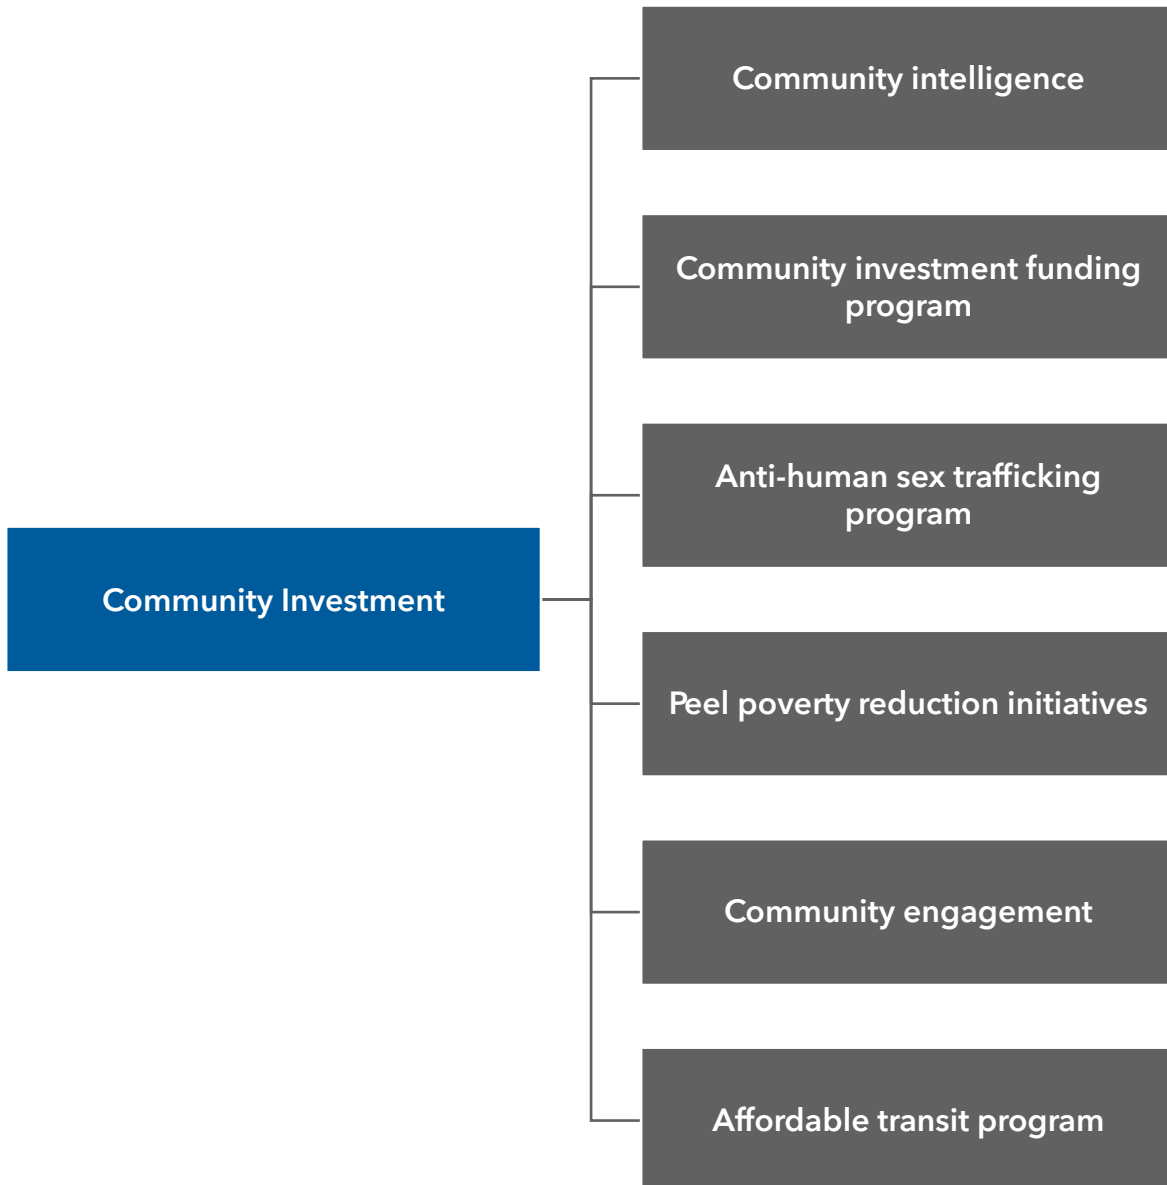 Community intelligence
Community investment funding
program
Anti-human sex trafficking
program
Community Investment
Peel poverty reduction initiatives
Community engagement
Affordable transit program